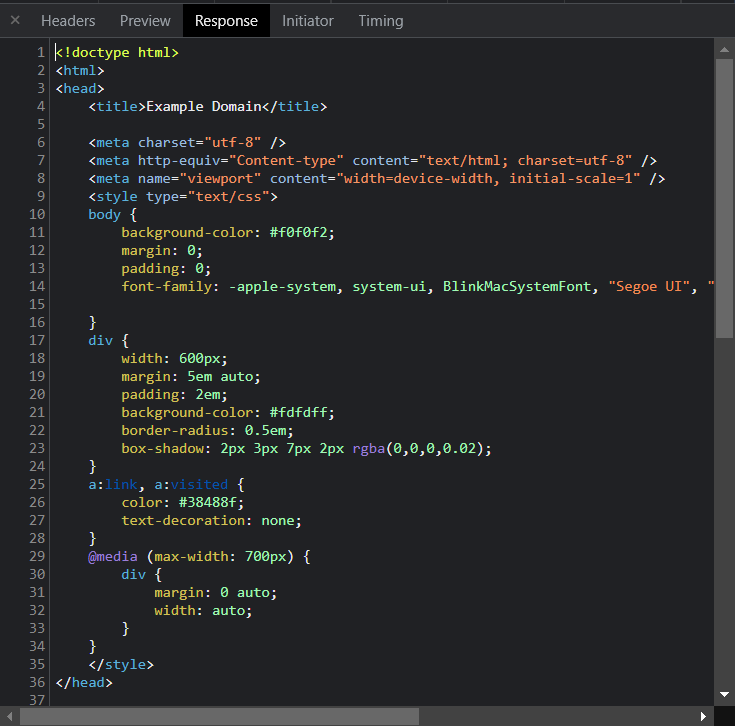 × Headers Preview Response Initiator Timing
1 <!doctype html>
2 <html>
3 <head>
4     <title>Example Domain</title>
5
6     <meta charset="utf-8" />
7     <meta http-equiv="Content-type" content="text/html; charset=utf-8" />
8     <meta name="viewport" content="width=device-width, initial-scale=1" />
9     <style type="text/css">
10     body {
11         background-color: #f0f0f2;
12         margin: 0;
13         padding: 0;
14         font-family: -apple-system, system-ui, BlinkMacSystemFont, "Segoe UI", "
15
16     }
17     div {
18         width: 600px;
19         margin: 5em auto;
20         padding: 2em;
21         background-color: #fdfdff;
22         border-radius: 0.5em;
23         box-shadow: 2px 3px 7px 2px rgba(0,0,0,0.02);
24     }
25     a:link, a:visited {
26         color: #38488f;
27         text-decoration: none;
28     }
29     @media (max-width: 700px) {
30         div {
31             margin: 0 auto;
32             width: auto;
33         }
34     }
35     </style>
36 </head>
37